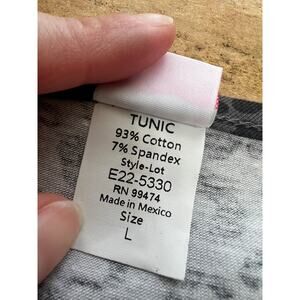 TUNIC
93% Cotton
7% Spandex
Style-Lot
E22-5330
RN 99474
Made in Mexico
Size
L